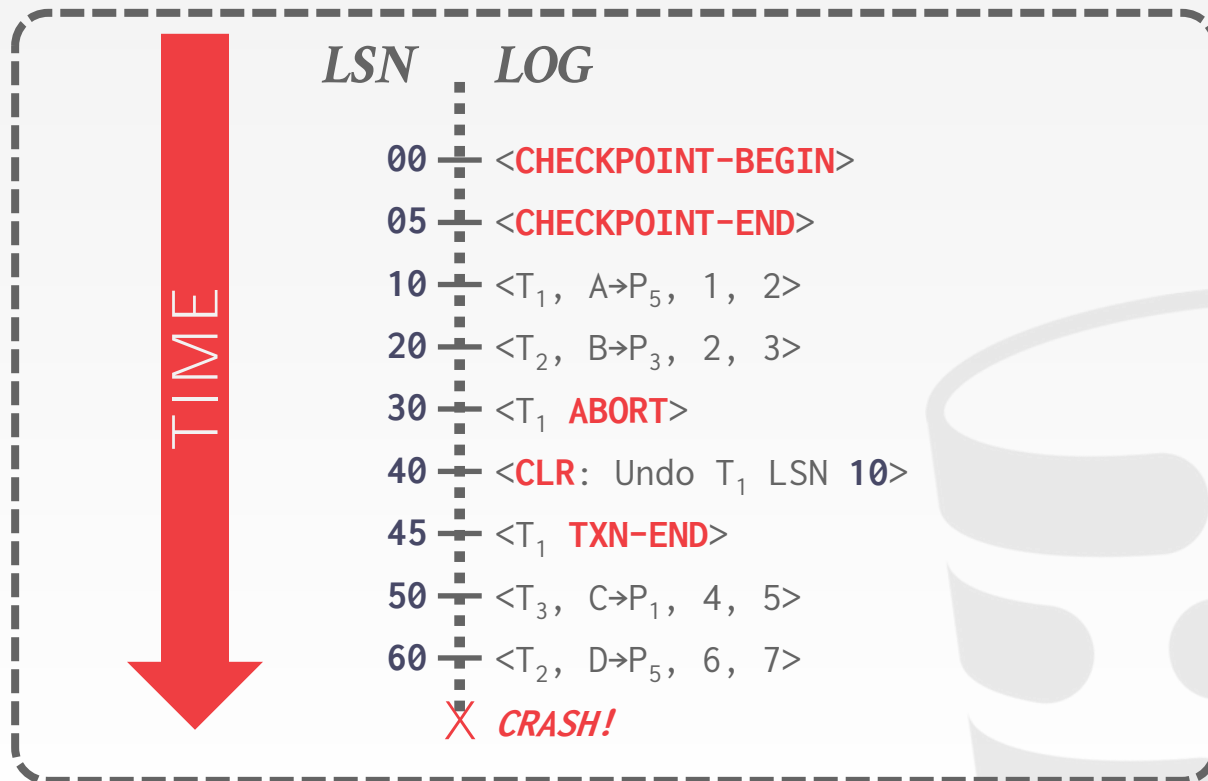 TIME
LSN LOG
00 <CHECKPOINT-BEGIN>
05 <CHECKPOINT-END>
10 <T₁, A→P₅, 1, 2>
20 <T₂, B→P₃, 2, 3>
30 <T₁ ABORT>
40 <CLR: Undo T₁ LSN 10>
45 <T₁ TXN-END>
50 <T₃, C→P₁, 4, 5>
60 <T₂, D→P₅, 6, 7>
X CRASH!